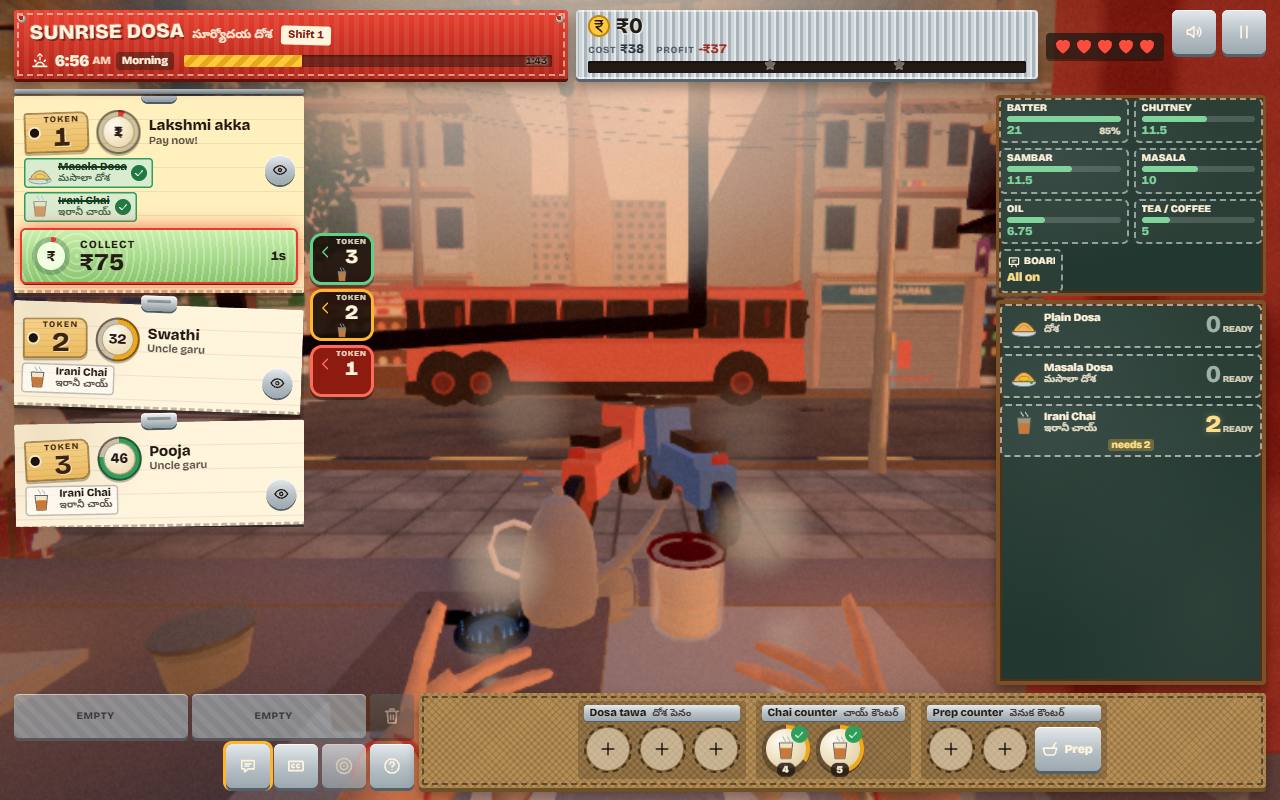 SUNRISE DOSA సూర్యోదయ దోశ Shift 1
6:56 AM Morning 1:43
₹ ₹0
COST ₹38 PROFIT -₹37
TOKEN
1
₹
Lakshmi akka
Pay now!
Masala Dosa
మసాలా దోశ
Irani Chai
ఇరానీ చాయ్
₹
COLLECT
₹75
1s
TOKEN
2
32
Swathi
Uncle garu
Irani Chai
ఇరానీ చాయ్
TOKEN
3
46
Pooja
Uncle garu
Irani Chai
ఇరానీ చాయ్
TOKEN
3
TOKEN
2
TOKEN
1
BATTER
21 85%
CHUTNEY
11.5
SAMBAR
11.5
MASALA
10
OIL
6.75
TEA / COFFEE
5
BOARD
All on
Plain Dosa
దోశ
0 READY
Masala Dosa
మసాలా దోశ
0 READY
Irani Chai
ఇరానీ చాయ్
2 READY
needs 2
EMPTY
EMPTY
CC
Dosa tawa దోశ పెనం
Chai counter చాయ్ కౌంటర్
4
5
Prep counter వెనుక కౌంటర్
Prep